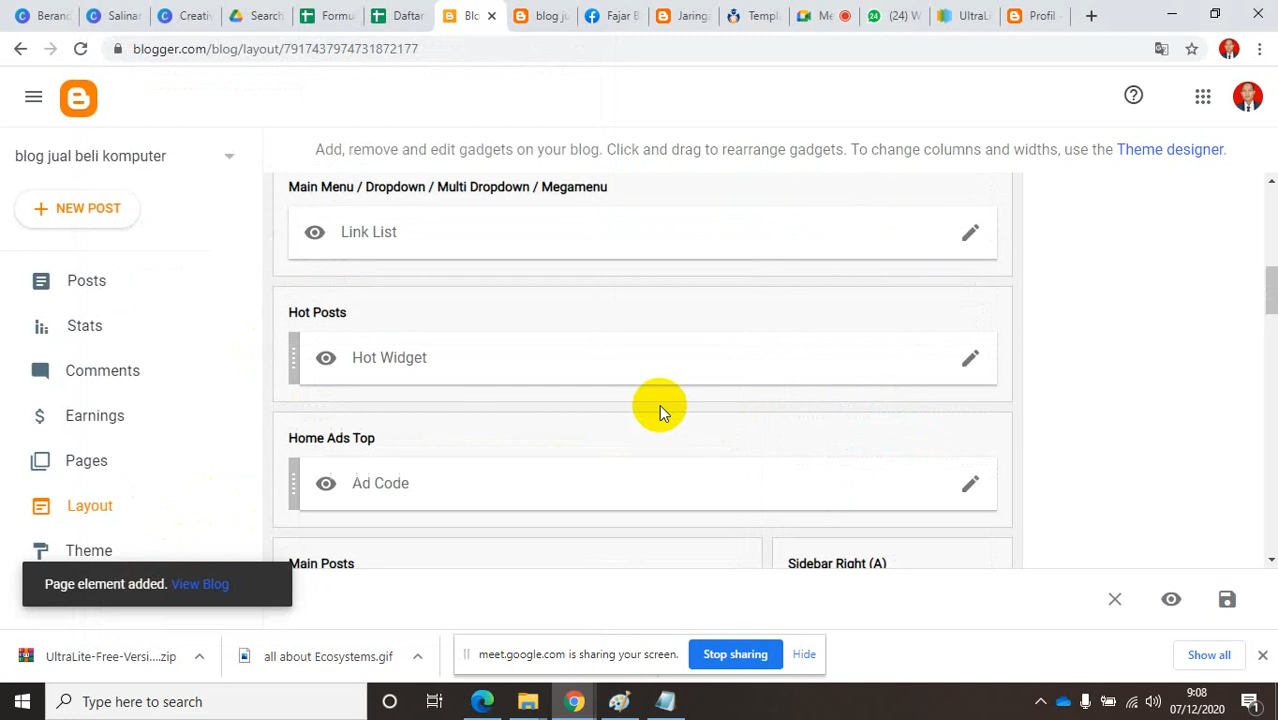 Beranc
Salinar
Creativ
Search
Formu
Daftar
Blo
blog ju
Fajar B
Jaringa
Templ
Me
(24) W
UltraLi
Profil -
blogger.com/blog/layout/7917437974731872177
blog jual beli komputer
Add, remove and edit gadgets on your blog. Click and drag to rearrange gadgets. To change columns and widths, use the Theme designer.
NEW POST
Posts
Stats
Comments
Earnings
Pages
Layout
Theme
Main Menu / Dropdown / Multi Dropdown / Megamenu
Link List
Hot Posts
Hot Widget
Home Ads Top
Ad Code
Main Posts
Sidebar Right (A)
Page element added. View Blog
UltraLite-Free-Versi....zip
all about Ecosystems.gif
meet.google.com is sharing your screen.
Stop sharing
Hide
Show all
Type here to search
9:08
07/12/2020
1